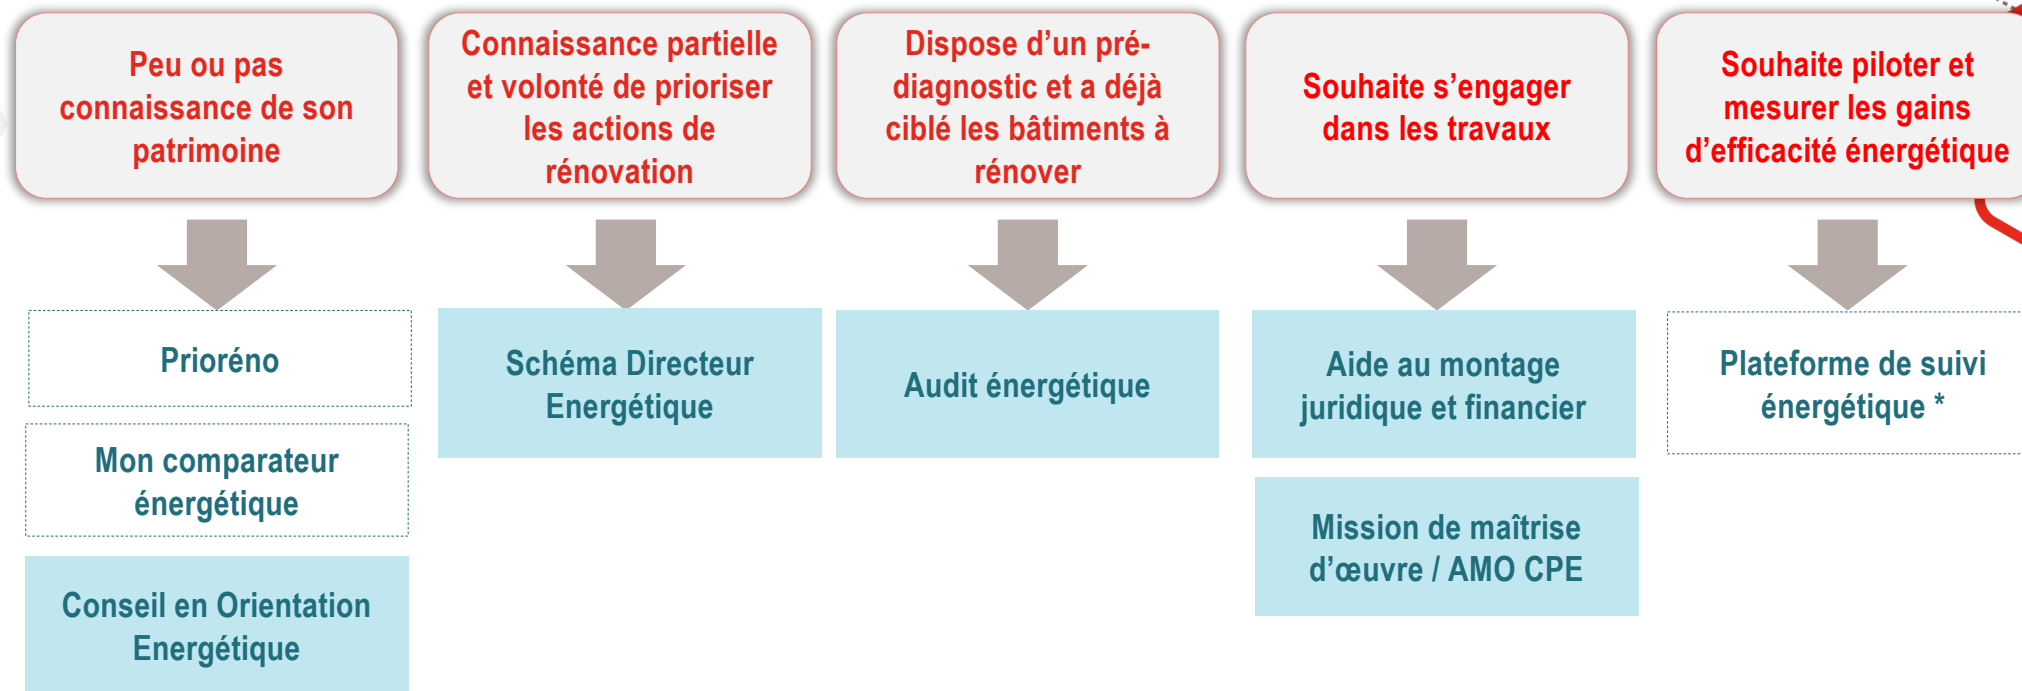 Peu ou pas
connaissance de son
patrimoine
Connaissance partielle
et volonté de prioriser
les actions de
rénovation
Dispose d’un pré-
diagnostic et a déjà
ciblé les bâtiments à
rénover
Souhaite s’engager
dans les travaux
Souhaite piloter et
mesurer les gains
d’efficacité énergétique
Prioréno
Mon comparateur
énergétique
Conseil en Orientation
Energétique
Schéma Directeur
Energétique
Audit énergétique
Aide au montage
juridique et financier
Mission de maîtrise
d’œuvre / AMO CPE
Plateforme de suivi
énergétique *